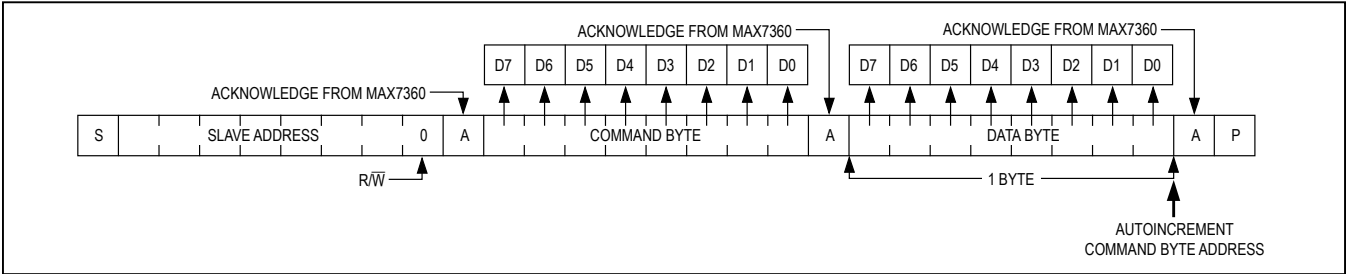 ACKNOWLEDGE FROM MAX7360 ACKNOWLEDGE FROM MAX7360
D7 D6 D5 D4 D3 D2 D1 D0 D7 D6 D5 D4 D3 D2 D1 D0
ACKNOWLEDGE FROM MAX7360
S SLAVE ADDRESS 0 A COMMAND BYTE A DATA BYTE A P
R/W̅ 1 BYTE
AUTOINCREMENT
COMMAND BYTE ADDRESS